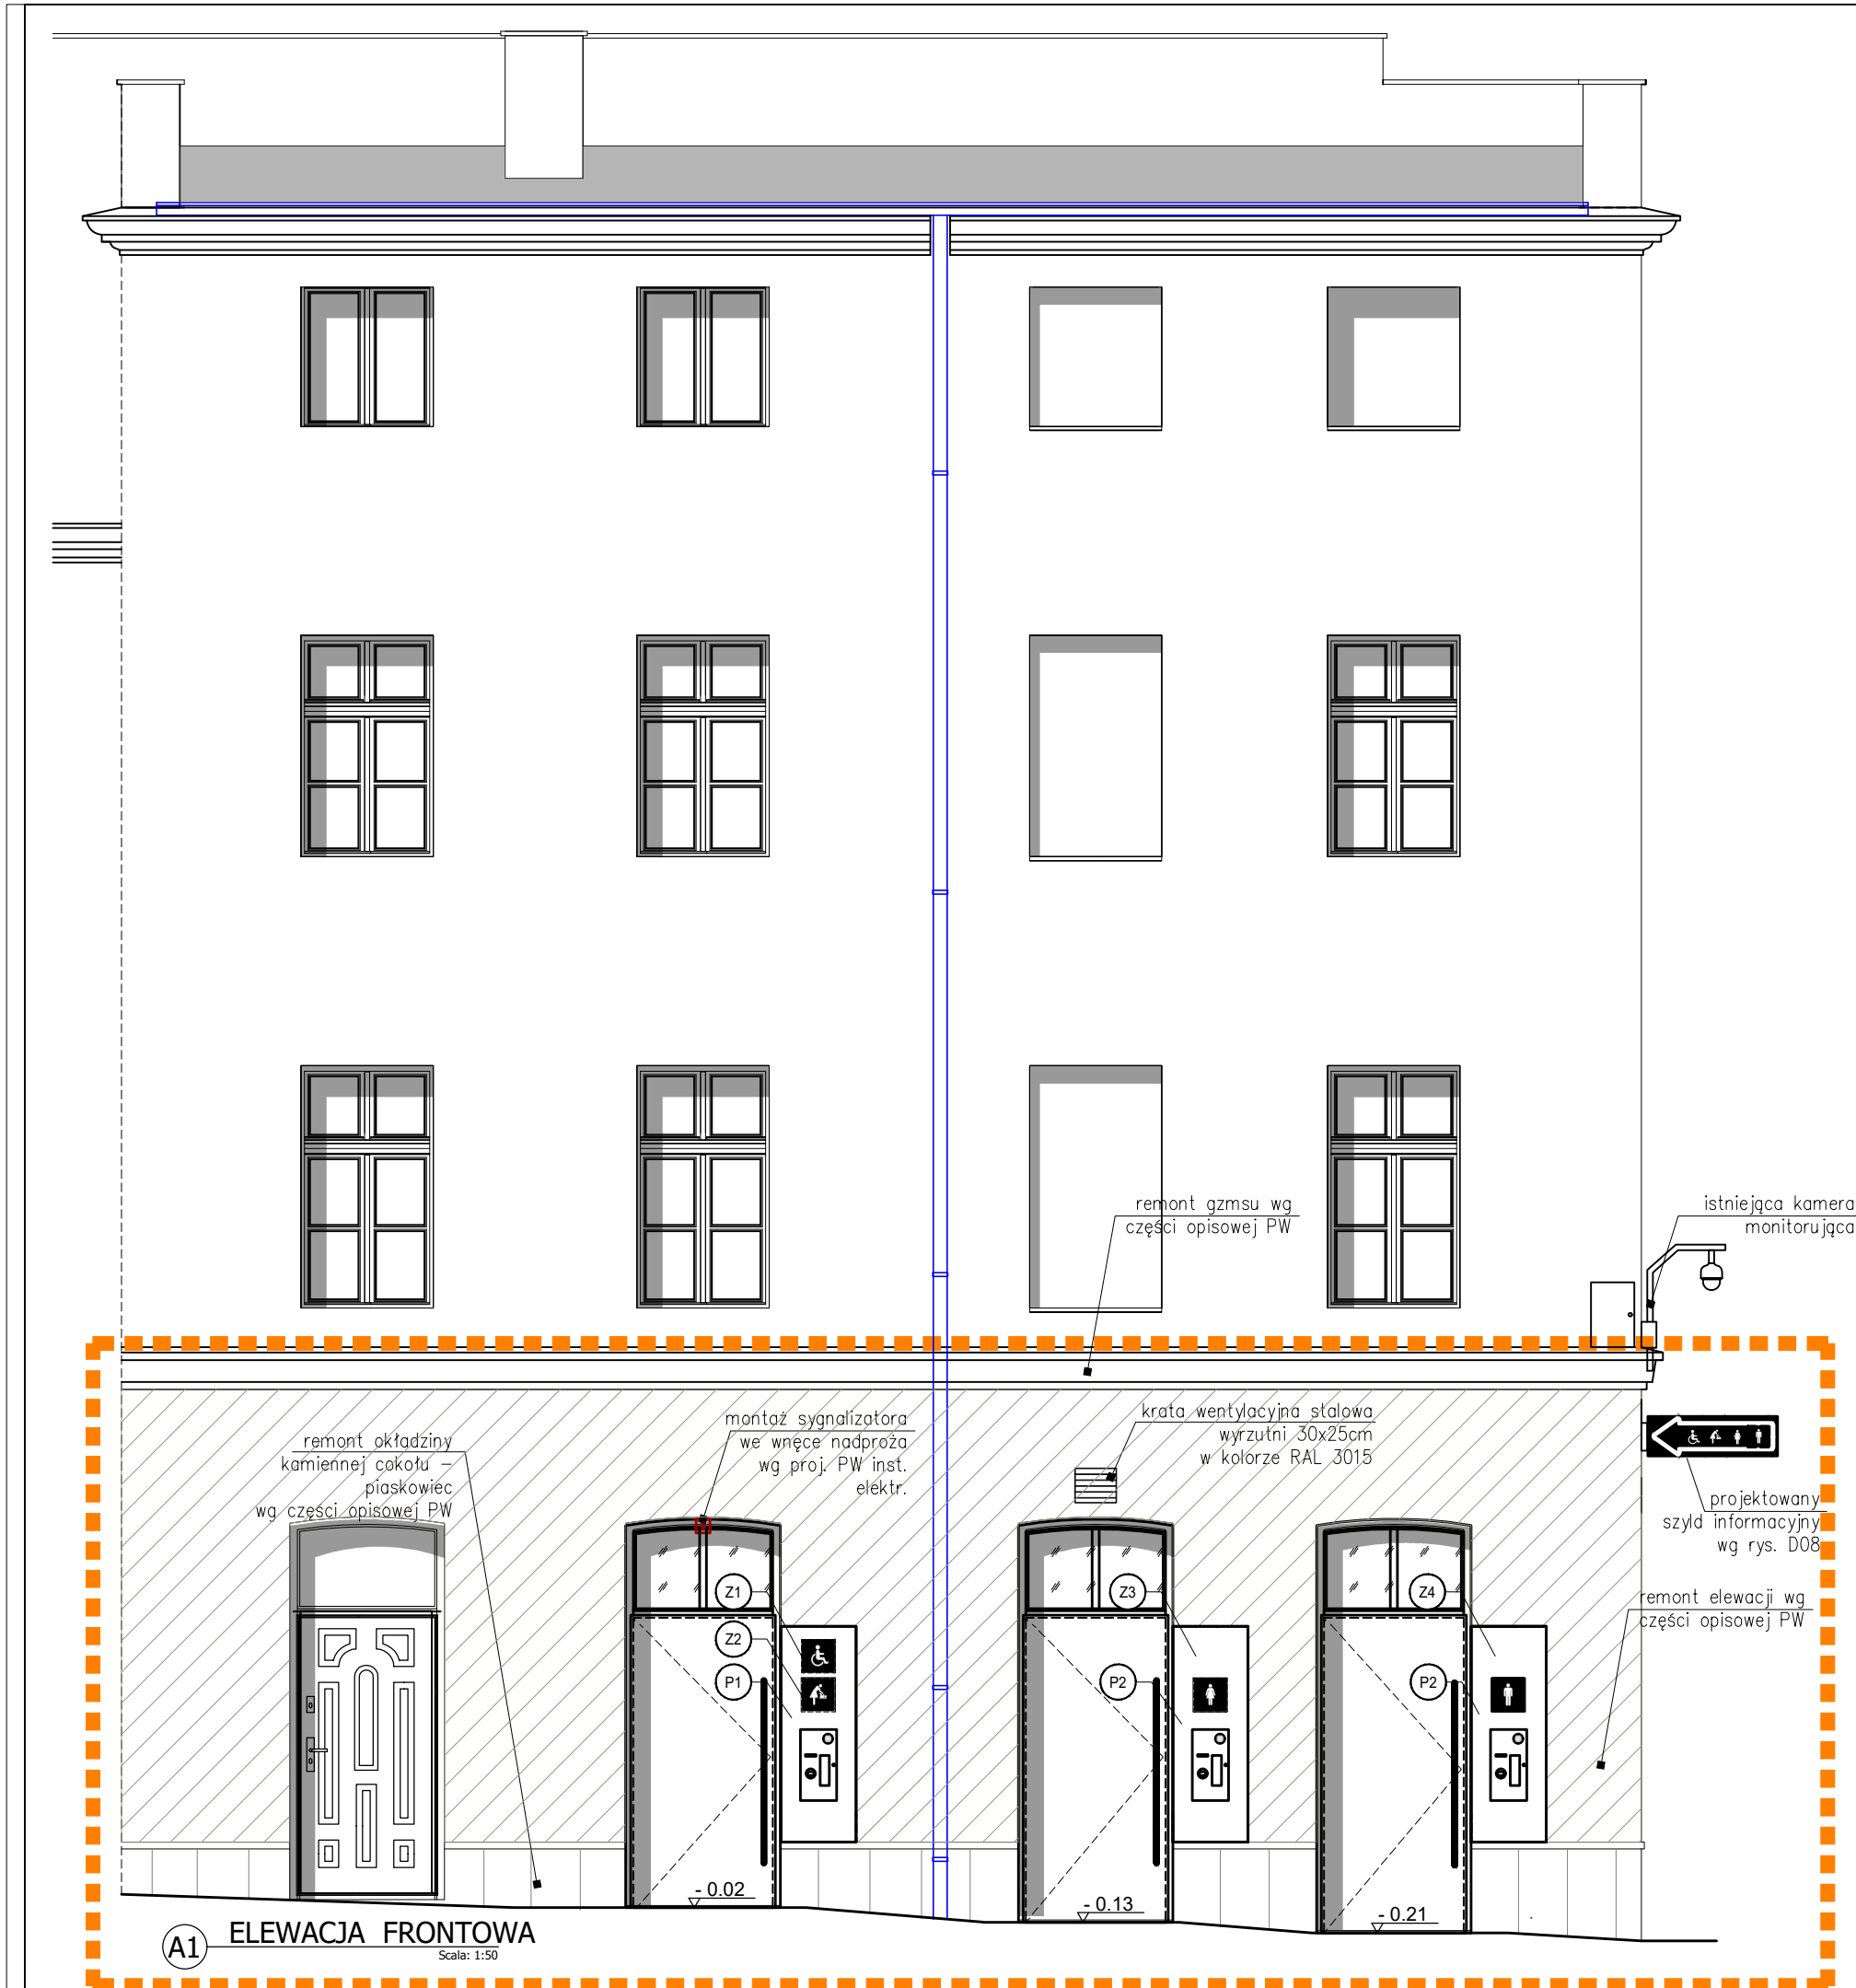 remont gzmsu wg
części opisowej PW
istniejąca kamera
monitorująca
remont okładziny
kamiennej cokołu –
piaskowiec
wg części opisowej PW
montaż sygnalizatora
we wnęce nadproża
wg proj. PW inst.
elektr.
krata wentylacyjna stalowa
wyrzutni 30x25cm
w kolorze RAL 3015
projektowany
szyld informacyjny
wg rys. D08
remont elewacji wg
części opisowej PW
Z1
Z2
P1
Z3
P2
Z4
P2
- 0.02
- 0.13
- 0.21
A1
ELEWACJA FRONTOWA
Scala: 1:50